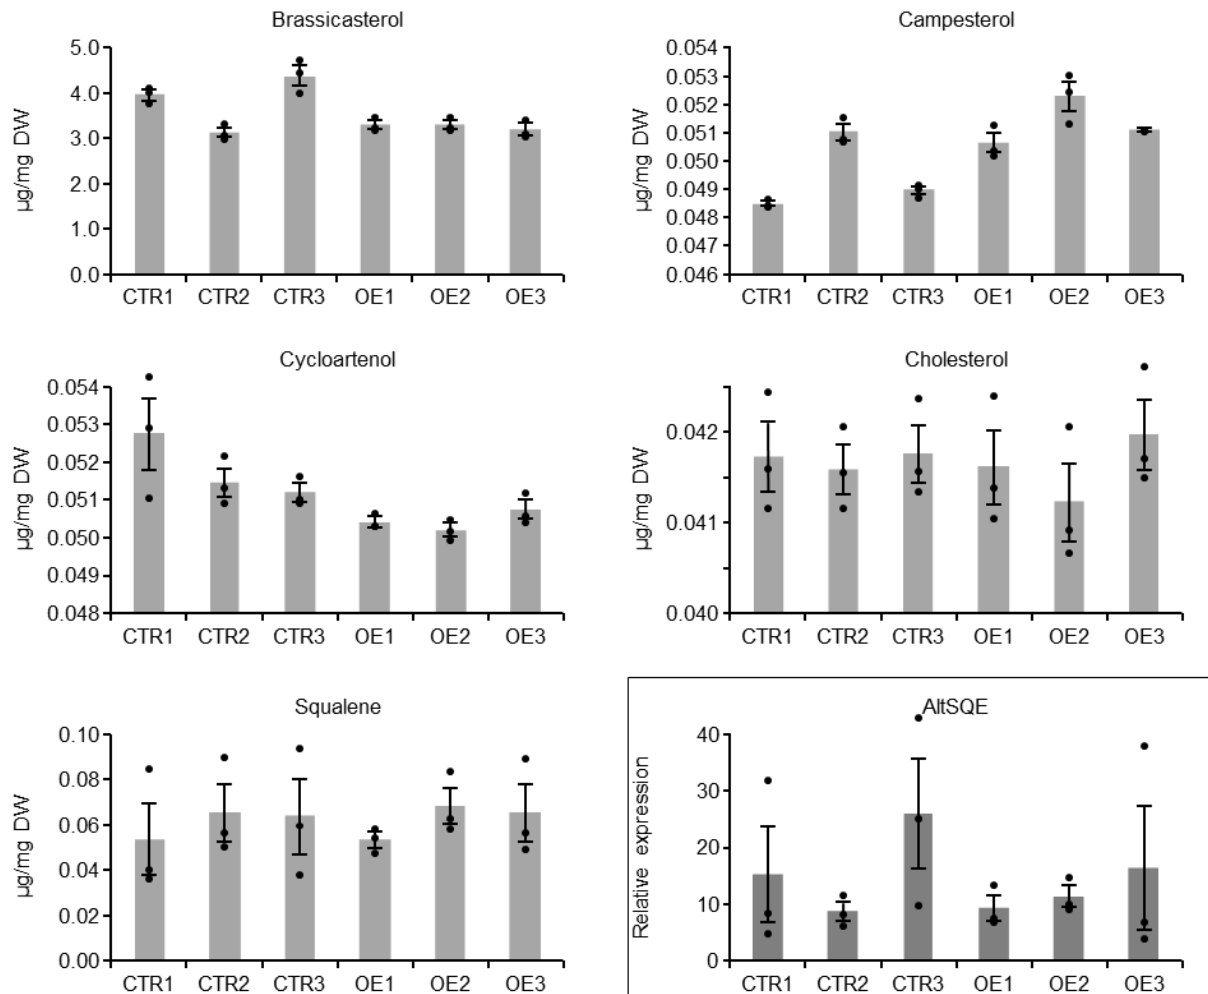 Brassicasterol
µg/mg DW
5.0
4.0
3.0
2.0
1.0
0.0
CTR1 CTR2 CTR3 OE1 OE2 OE3
Campesterol
µg/mg DW
0.054
0.053
0.052
0.051
0.050
0.049
0.048
0.047
0.046
CTR1 CTR2 CTR3 OE1 OE2 OE3
Cycloartenol
µg/mg DW
0.054
0.053
0.052
0.051
0.050
0.049
0.048
CTR1 CTR2 CTR3 OE1 OE2 OE3
Cholesterol
µg/mg DW
0.042
0.041
0.040
CTR1 CTR2 CTR3 OE1 OE2 OE3
Squalene
µg/mg DW
0.10
0.08
0.06
0.04
0.02
0.00
CTR1 CTR2 CTR3 OE1 OE2 OE3
AltSQE
Relative expression
40
30
20
10
0
CTR1 CTR2 CTR3 OE1 OE2 OE3